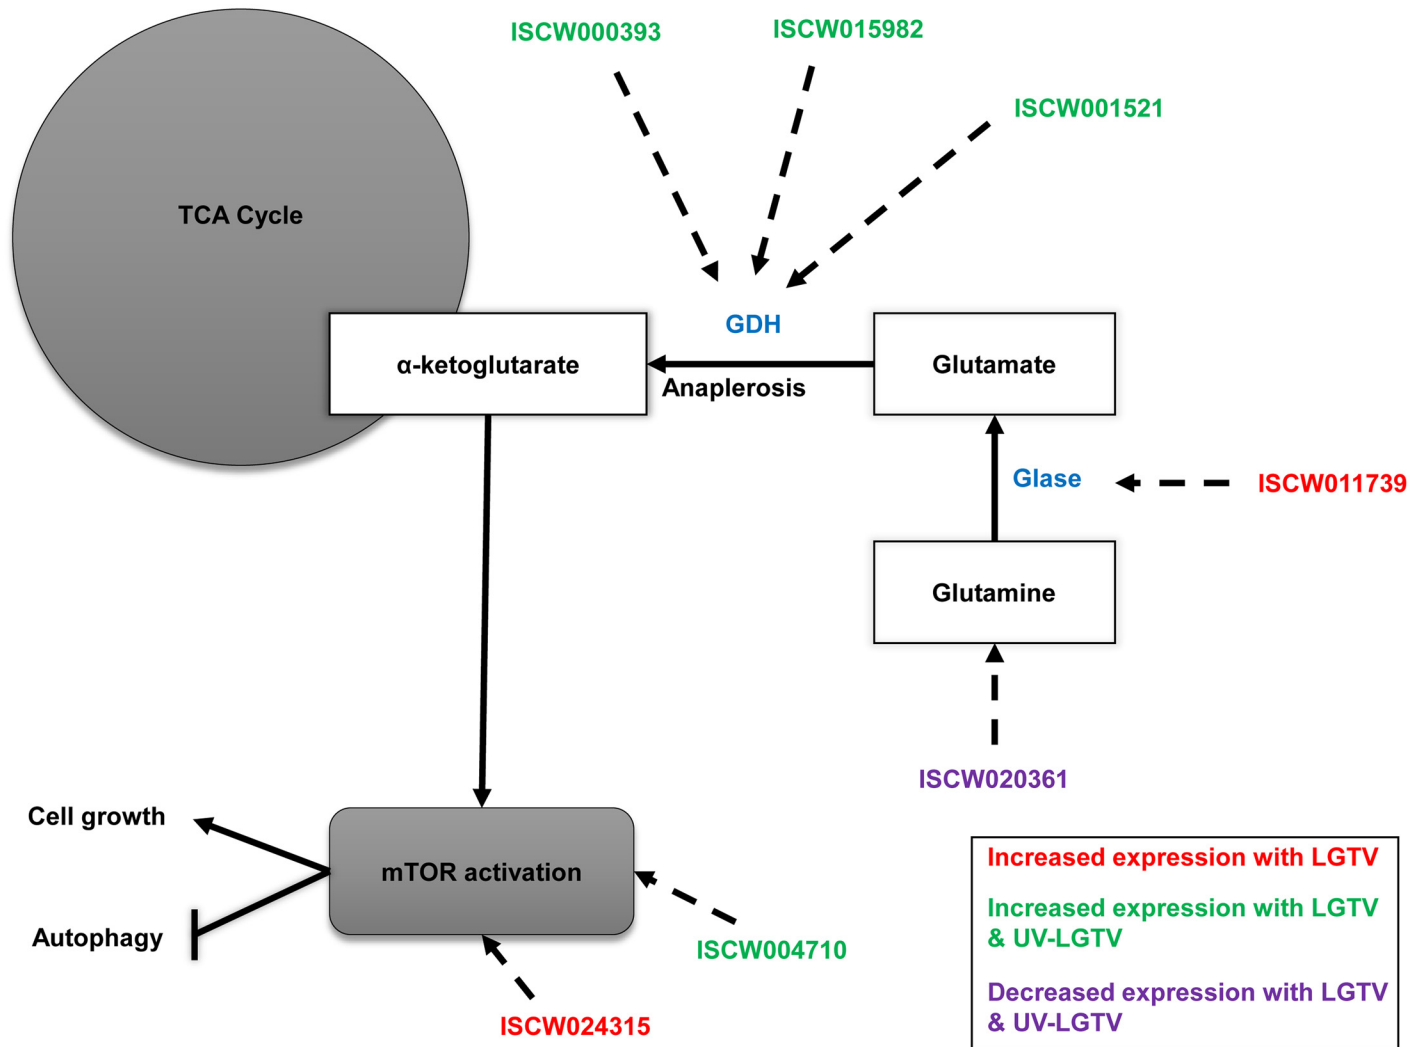 ISCW000393
ISCW015982
ISCW001521
TCA Cycle
GDH
α-ketoglutarate
Anaplerosis
Glutamate
Glase
ISCW011739
Glutamine
ISCW020361
Cell growth
mTOR activation
Autophagy
ISCW004710
ISCW024315
Increased expression with LGTV
Increased expression with LGTV
& UV-LGTV
Decreased expression with LGTV
& UV-LGTV